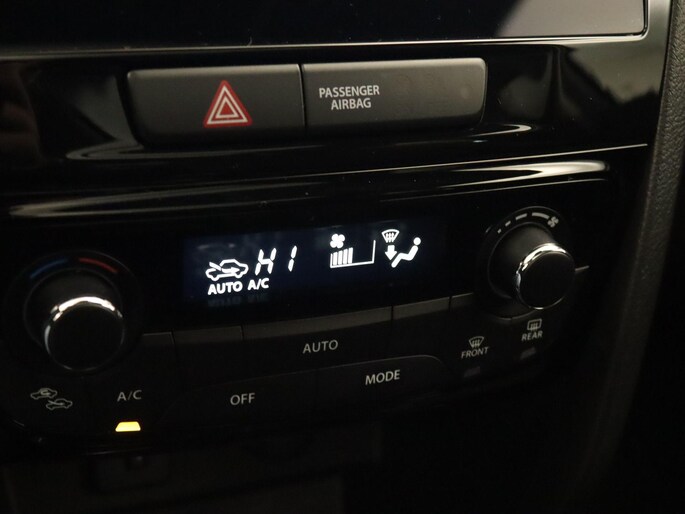 PASSENGER
AIRBAG
HI
AUTO A/C
AUTO
FRONT
REAR
A/C
OFF
MODE